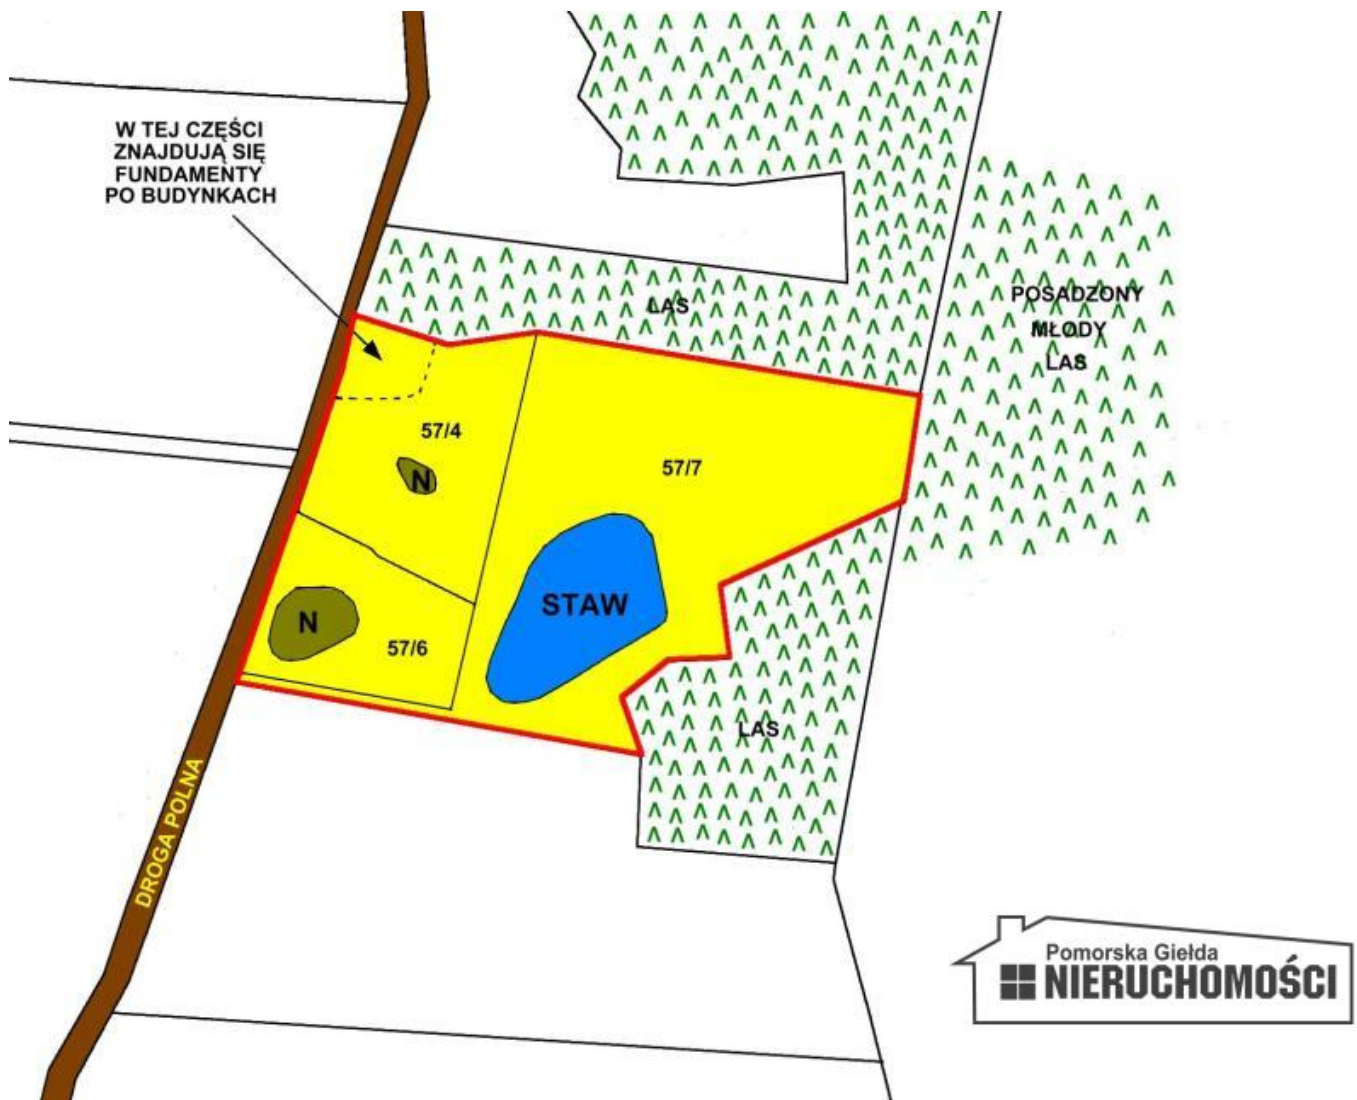 W TEJ CZĘŚCI
ZNAJDUJĄ SIĘ
FUNDAMENTY
PO BUDYNKACH
LAS
POSADZONY
MŁODY
LAS
57/4
57/7
N
STAW
N
57/6
LAS
DROGA POLNA
Pomorska Giełda
NIERUCHOMOŚCI